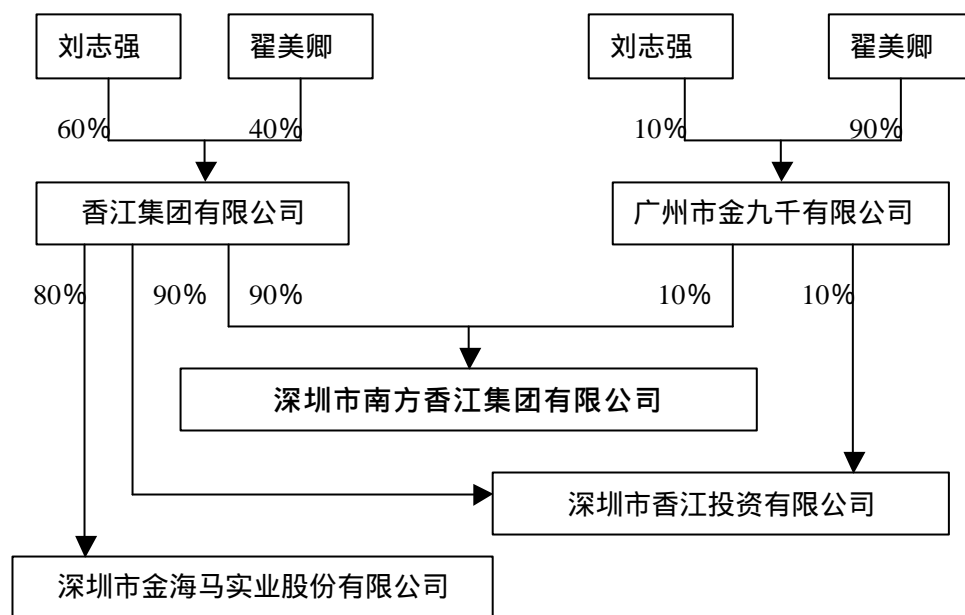 刘志强
翟美卿
刘志强
翟美卿
60%
40%
10%
90%
香江集团有限公司
广州市金九千有限公司
80%
90%
90%
10%
10%
深圳市南方香江集团有限公司
深圳市香江投资有限公司
深圳市金海马实业股份有限公司